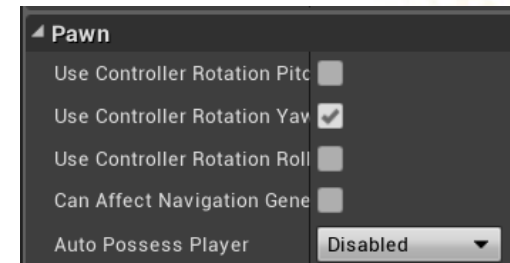 Pawn
Use Controller Rotation Pitc
Use Controller Rotation Yaw
Use Controller Rotation Roll
Can Affect Navigation Gene
Auto Possess Player Disabled